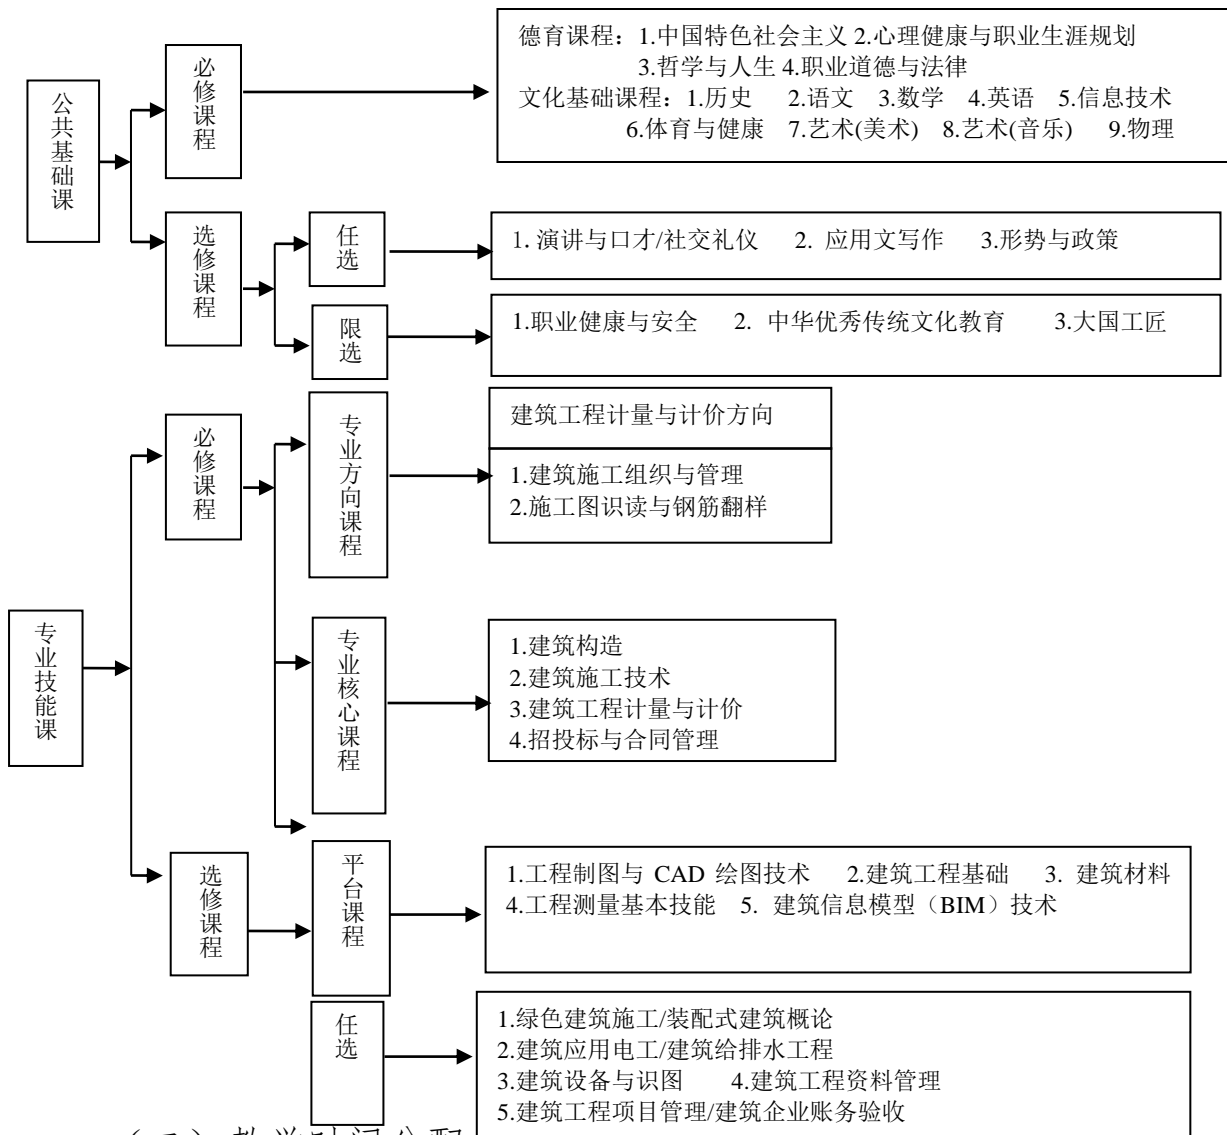 公共基础课
必修课程
德育课程：1.中国特色社会主义 2.心理健康与职业生涯规划
3.哲学与人生 4.职业道德与法律
文化基础课程：1.历史 2.语文 3.数学 4.英语 5.信息技术
6.体育与健康 7.艺术(美术) 8.艺术(音乐) 9.物理
选修课程
任选
1. 演讲与口才/社交礼仪 2. 应用文写作 3.形势与政策
限选
1.职业健康与安全 2. 中华优秀传统文化教育 3.大国工匠
专业技能课
必修课程
专业方向课程
建筑工程计量与计价方向
1.建筑施工组织与管理
2.施工图识读与钢筋翻样
专业核心课程
1.建筑构造
2.建筑施工技术
3.建筑工程计量与计价
4.招投标与合同管理
选修课程
平台课程
1.工程制图与 CAD 绘图技术 2.建筑工程基础 3. 建筑材料
4.工程测量基本技能 5. 建筑信息模型（BIM）技术
任选
1.绿色建筑施工/装配式建筑概论
2.建筑应用电工/建筑给排水工程
3.建筑设备与识图 4.建筑工程资料管理
5.建筑工程项目管理/建筑企业账务验收